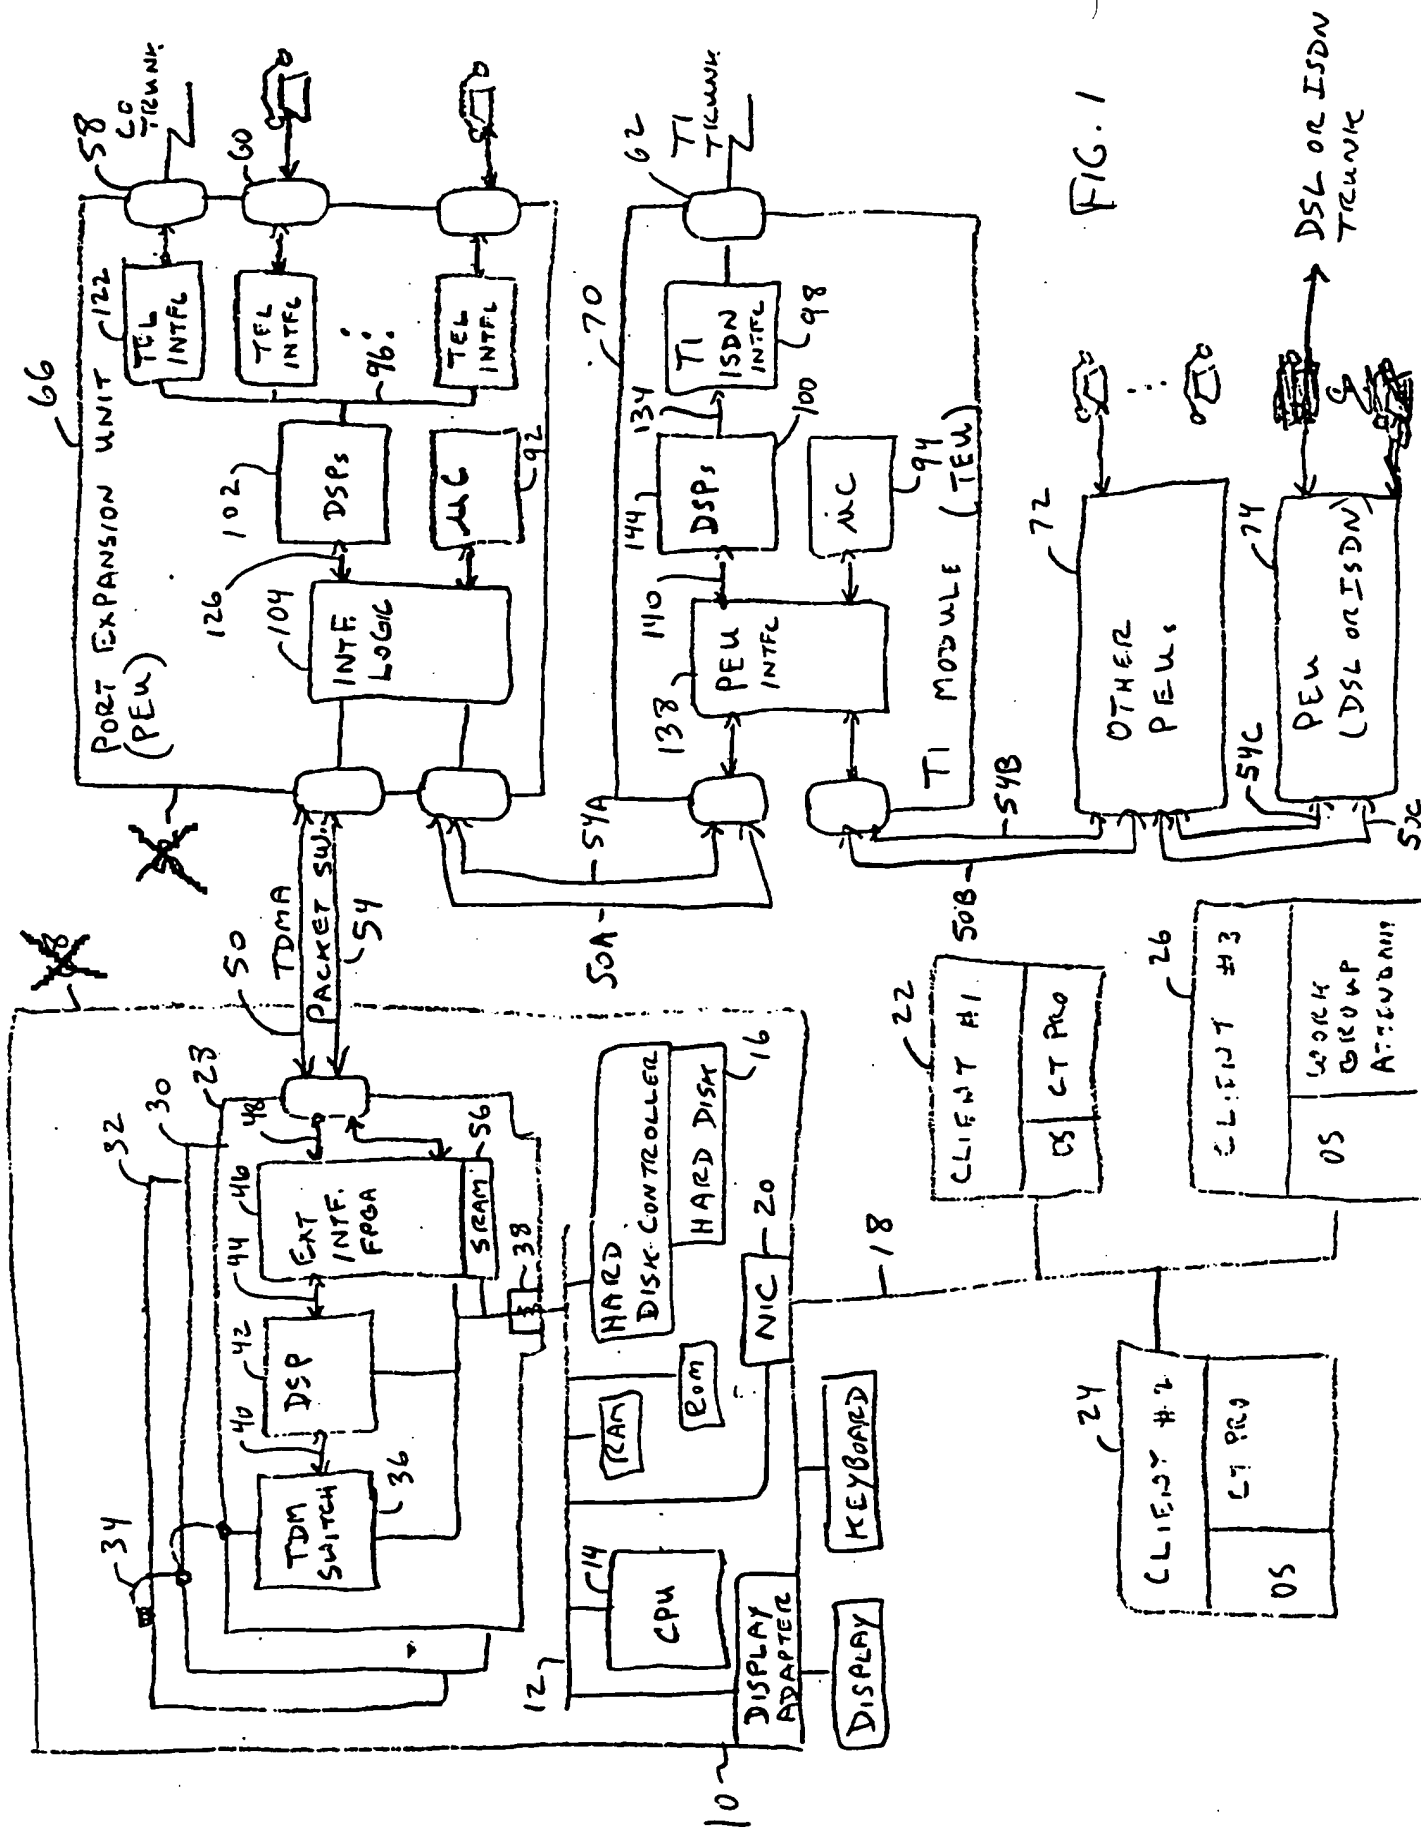 66
PORT EXPANSION UNIT
(PEU)
122
TEL
INTFC
TEL
INTFC
TEL
INTFC
96
58
CO
TRUNK
60
102
DSPs
126
104
INTF.
LOGIC
µC
92
50
TDMA
PACKET SW.
54
32
30
28
34
46
EXT
INTF.
FPGA
48
44
42
DSP
40
TDM
SWITCH
36
SRAM
56
38
12
14
CPU
RAM
ROM
HARD
DISK CONTROLLER
HARD DISK
16
NIC
20
DISPLAY
ADAPTER
10
DISPLAY
KEYBOARD
18
50A
54A
70
62
T1
TRUNK
T1
ISDN
INTFC
98
134
144
DSPs
100
140
138
PEU
INTFC
µC
94
T1 MODULE (TEU)
54B
50B
72
OTHER
PEUs
74
PEU
(DSL OR ISDN)
54C
50C
DSL OR ISDN
TRUNK
22
CLIENT #1
OS
CT PRO
24
CLIENT #2
OS
CT PRO
26
CLIENT #3
OS
WORK
GROUP
ATTENDANT
FIG. 1